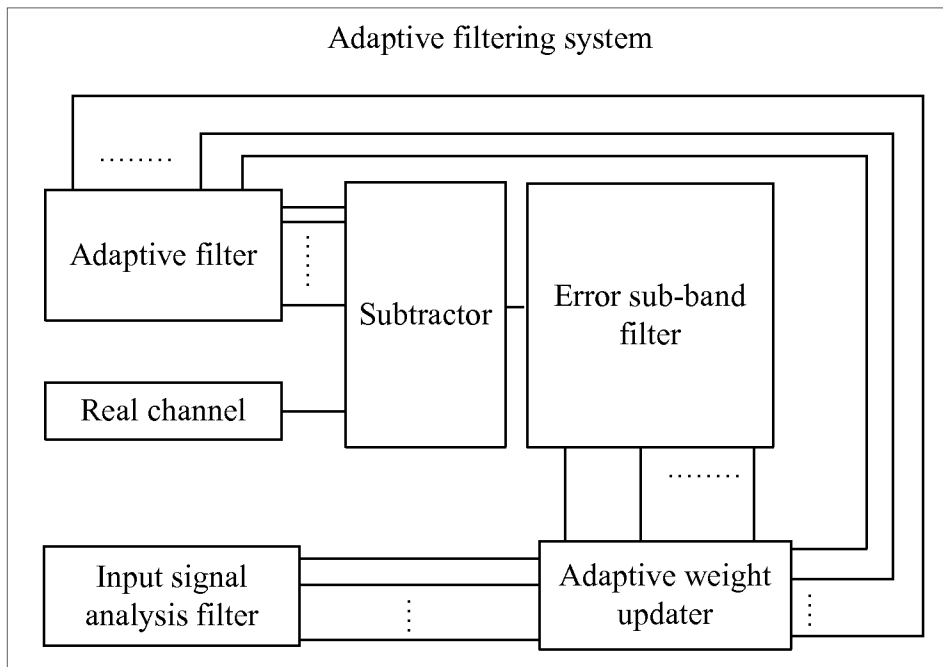 Adaptive filtering system
Adaptive filter
Subtractor
Error sub-band
filter
Real channel
Input signal
analysis filter
Adaptive weight
updater